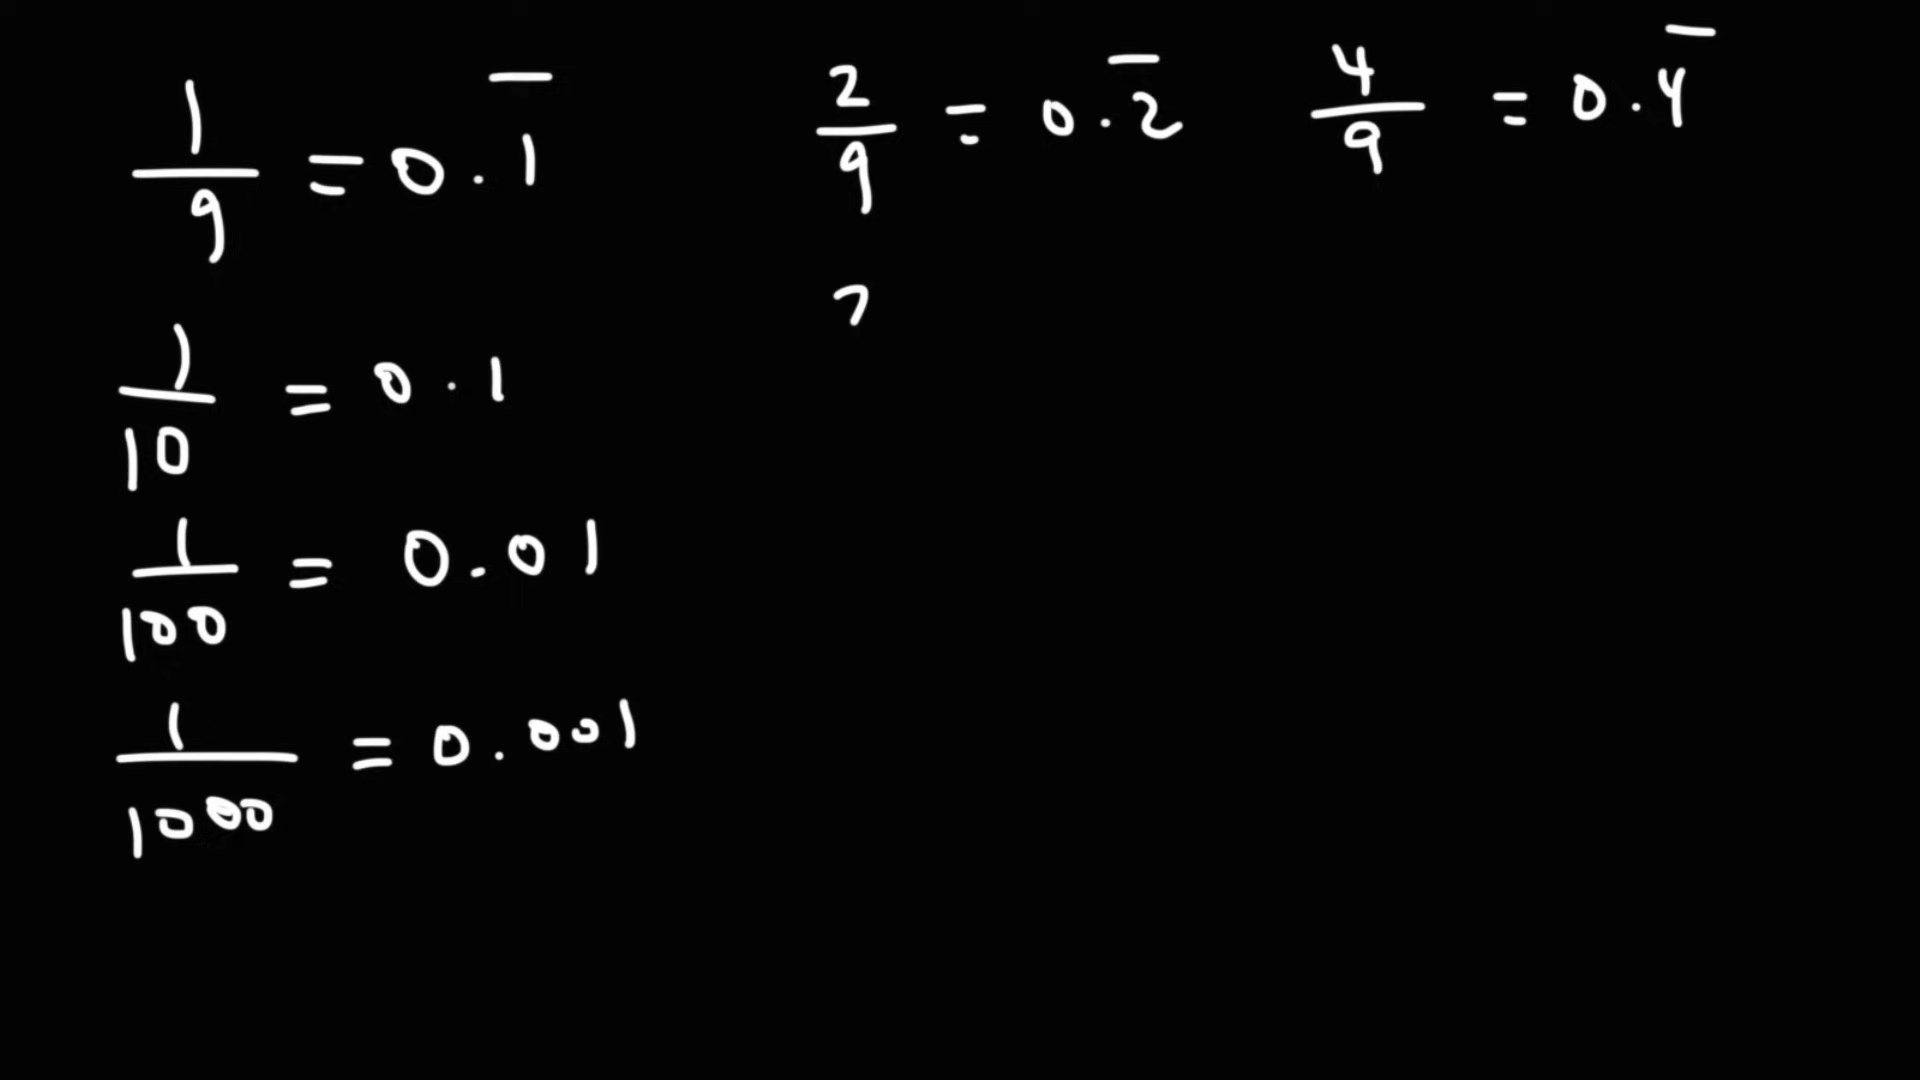 1/9 = 0.1̅
2/9 = 0.2̅
4/9 = 0.4̅
1/10 = 0.1
1/100 = 0.01
1/1000 = 0.001